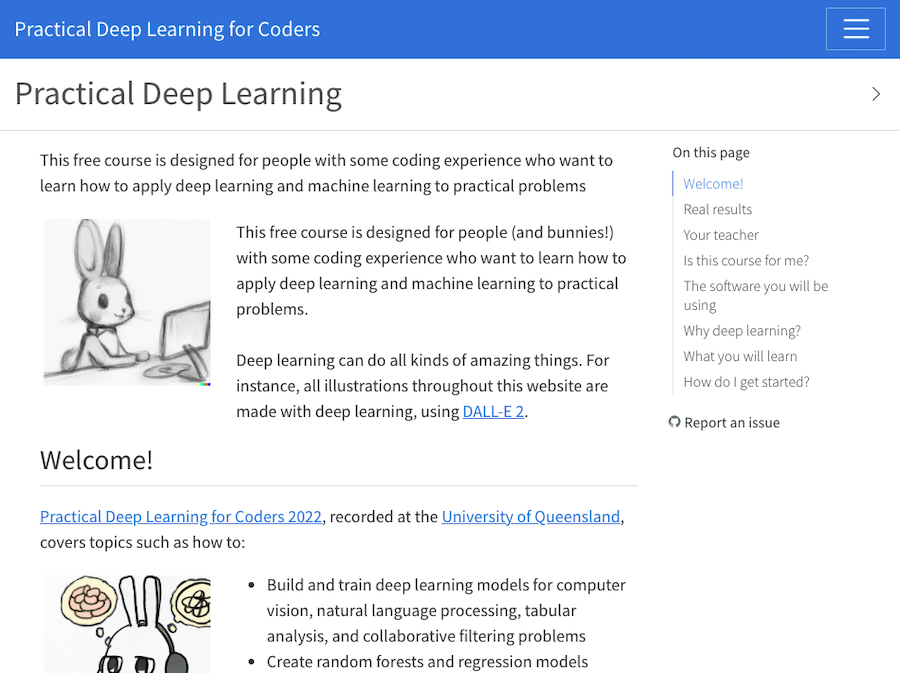 Practical Deep Learning for Coders
Practical Deep Learning
This free course is designed for people with some coding experience who want to
learn how to apply deep learning and machine learning to practical problems
This free course is designed for people (and bunnies!)
with some coding experience who want to learn how to
apply deep learning and machine learning to practical
problems.
Deep learning can do all kinds of amazing things. For
instance, all illustrations throughout this website are
made with deep learning, using DALL-E 2.
Welcome!
Practical Deep Learning for Coders 2022, recorded at the University of Queensland,
covers topics such as how to:
• Build and train deep learning models for computer
vision, natural language processing, tabular
analysis, and collaborative filtering problems
• Create random forests and regression models
On this page
Welcome!
Real results
Your teacher
Is this course for me?
The software you will be
using
Why deep learning?
What you will learn
How do I get started?
Report an issue